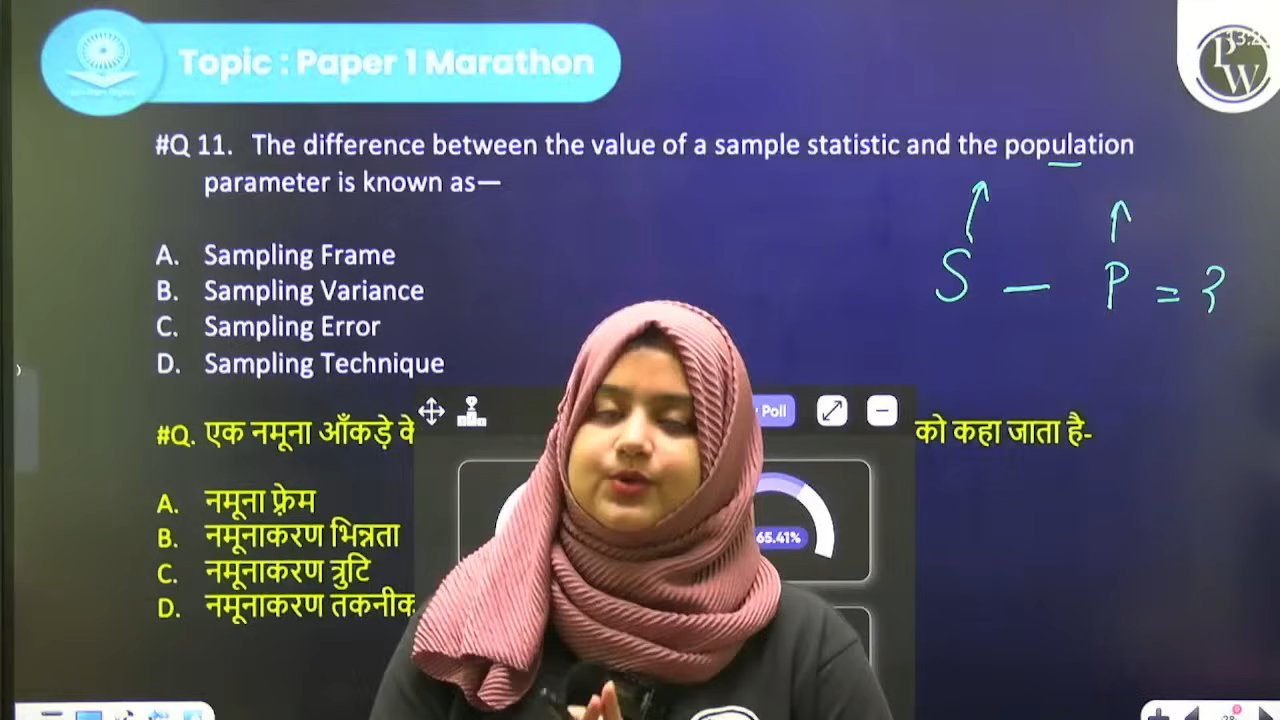 Topic : Paper 1 Marathon
PW
#Q 11. The difference between the value of a sample statistic and the population
parameter is known as—
S — P = ?
A. Sampling Frame
B. Sampling Variance
C. Sampling Error
D. Sampling Technique
Poll
#Q. एक नमूना आँकड़े के को कहा जाता है-
65.41%
A. नमूना फ़्रेम
B. नमूनाकरण भिन्नता
C. नमूनाकरण त्रुटि
D. नमूनाकरण तकनीक